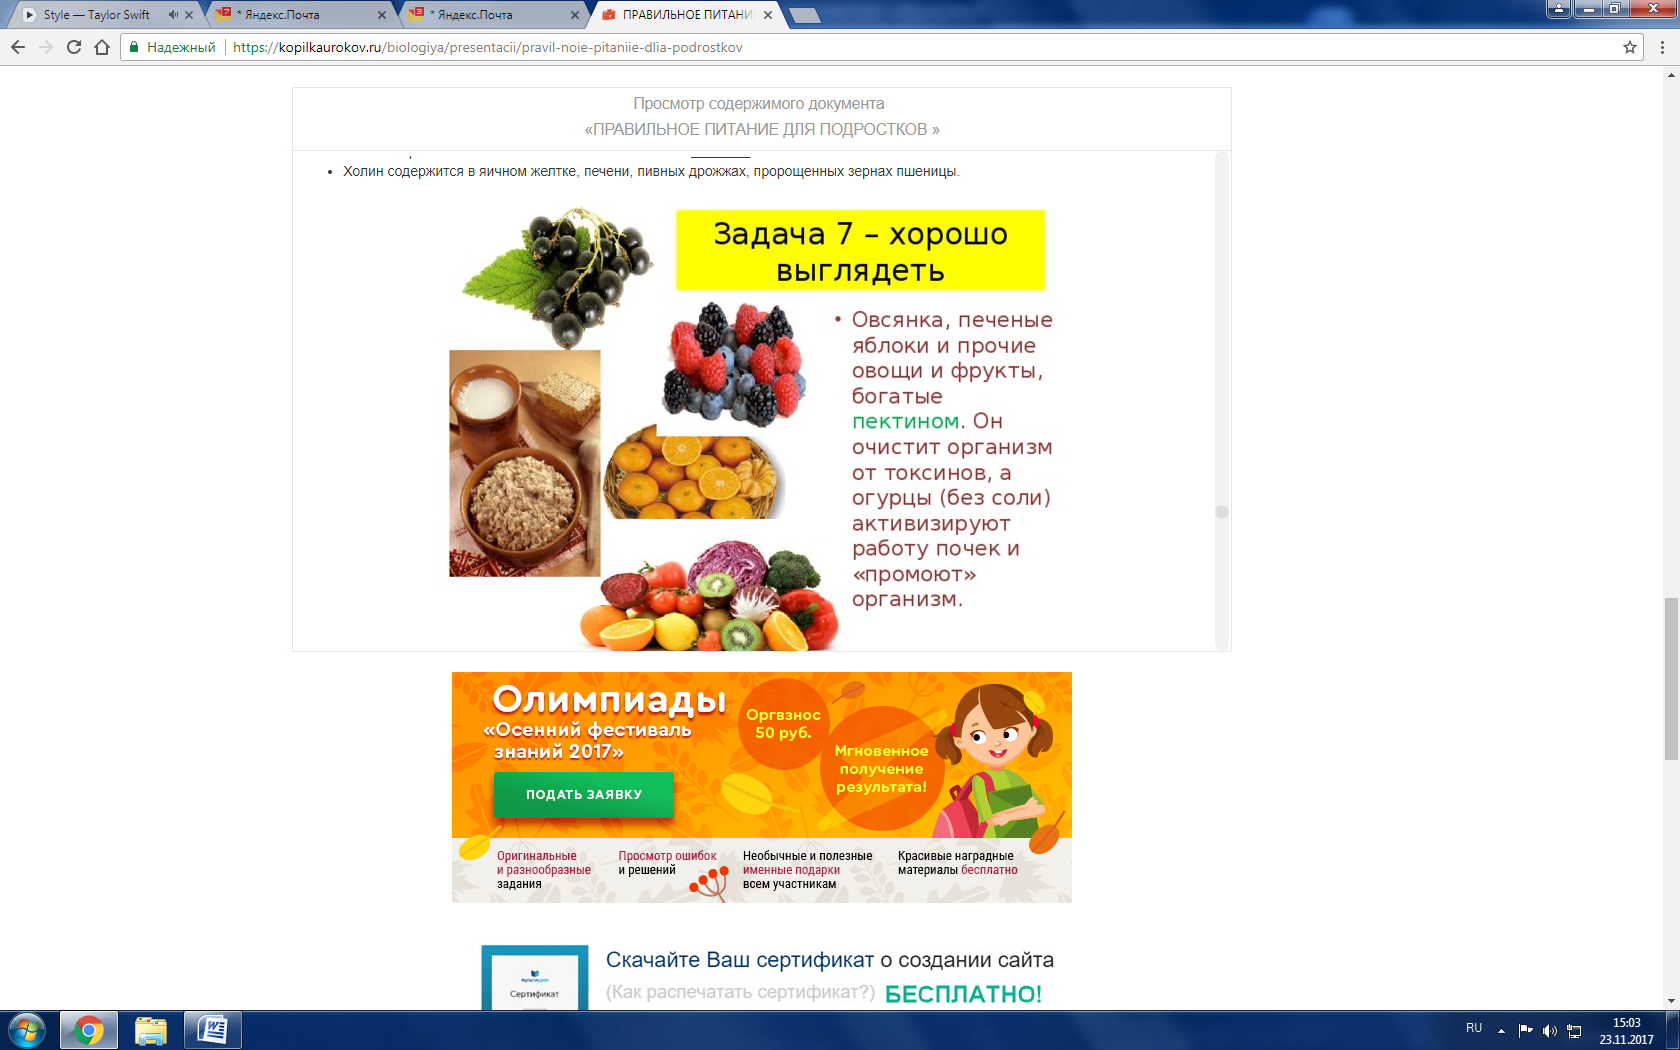 Style — Taylor Swift
* Яндекс.Почта
* Яндекс.Почта
ПРАВИЛЬНОЕ ПИТАНИ
Надежный
https://kopilkaurokov.ru/biologiya/presentacii/pravil-noie-pitaniie-dlia-podrostkov
Просмотр содержимого документа
«ПРАВИЛЬНОЕ ПИТАНИЕ ДЛЯ ПОДРОСТКОВ »
• Холин содержится в яичном желтке, печени, пивных дрожжах, пророщенных зернах пшеницы.
Задача 7 – хорошо
выглядеть
• Овсянка, печеные
яблоки и прочие
овощи и фрукты,
богатые
пектином. Он
очистит организм
от токсинов, а
огурцы (без соли)
активизируют
работу почек и
«промоют»
организм.
Олимпиады
«Осенний фестиваль
знаний 2017»
ПОДАТЬ ЗАЯВКУ
Оргвзнос
50 руб.
Мгновенное
получение
результата!
Оригинальные
и разнообразные
задания
Просмотр ошибок
и решений
Необычные и полезные
именные подарки
всем участникам
Красивые наградные
материалы бесплатно
мультиурок
Сертификат
Скачайте Ваш сертификат о создании сайта
(Как распечатать сертификат?) БЕСПЛАТНО!
RU
15:03
23.11.2017